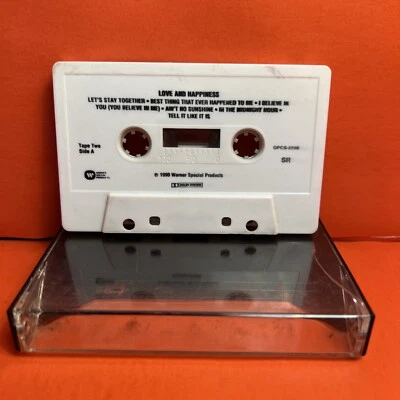 LOVE AND HAPPINESS
LET'S STAY TOGETHER • BEST THING THAT EVER HAPPENED TO ME • I BELIEVE IN
YOU (YOU BELIEVE IN ME) • AIN'T NO SUNSHINE • IN THE MIDNIGHT HOUR •
TELL IT LIKE IT IS
Tape Two
Side A
SR
℗ 1990 Warner Special Products
DOLBY SYSTEM